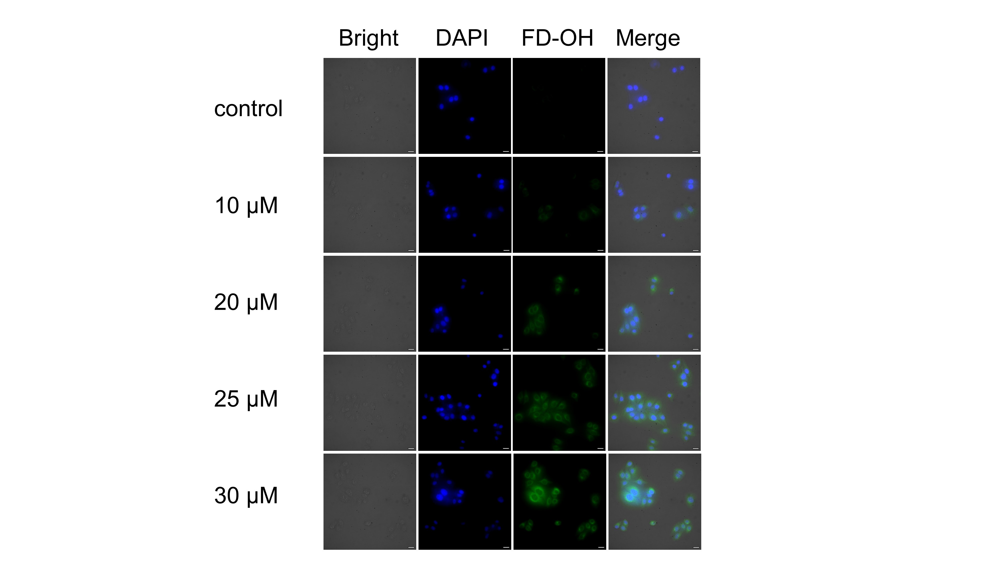 Bright DAPI FD-OH Merge
control
10 µM
20 µM
25 µM
30 µM